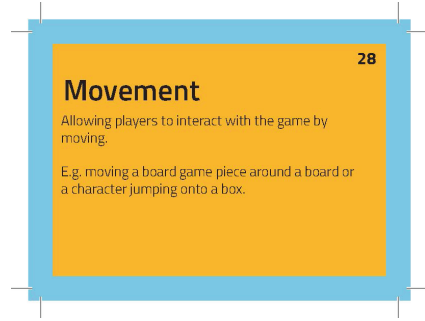 28
Movement
Allowing players to interact with the game by
moving.
E.g. moving a board game piece around a board or
a character jumping onto a box.